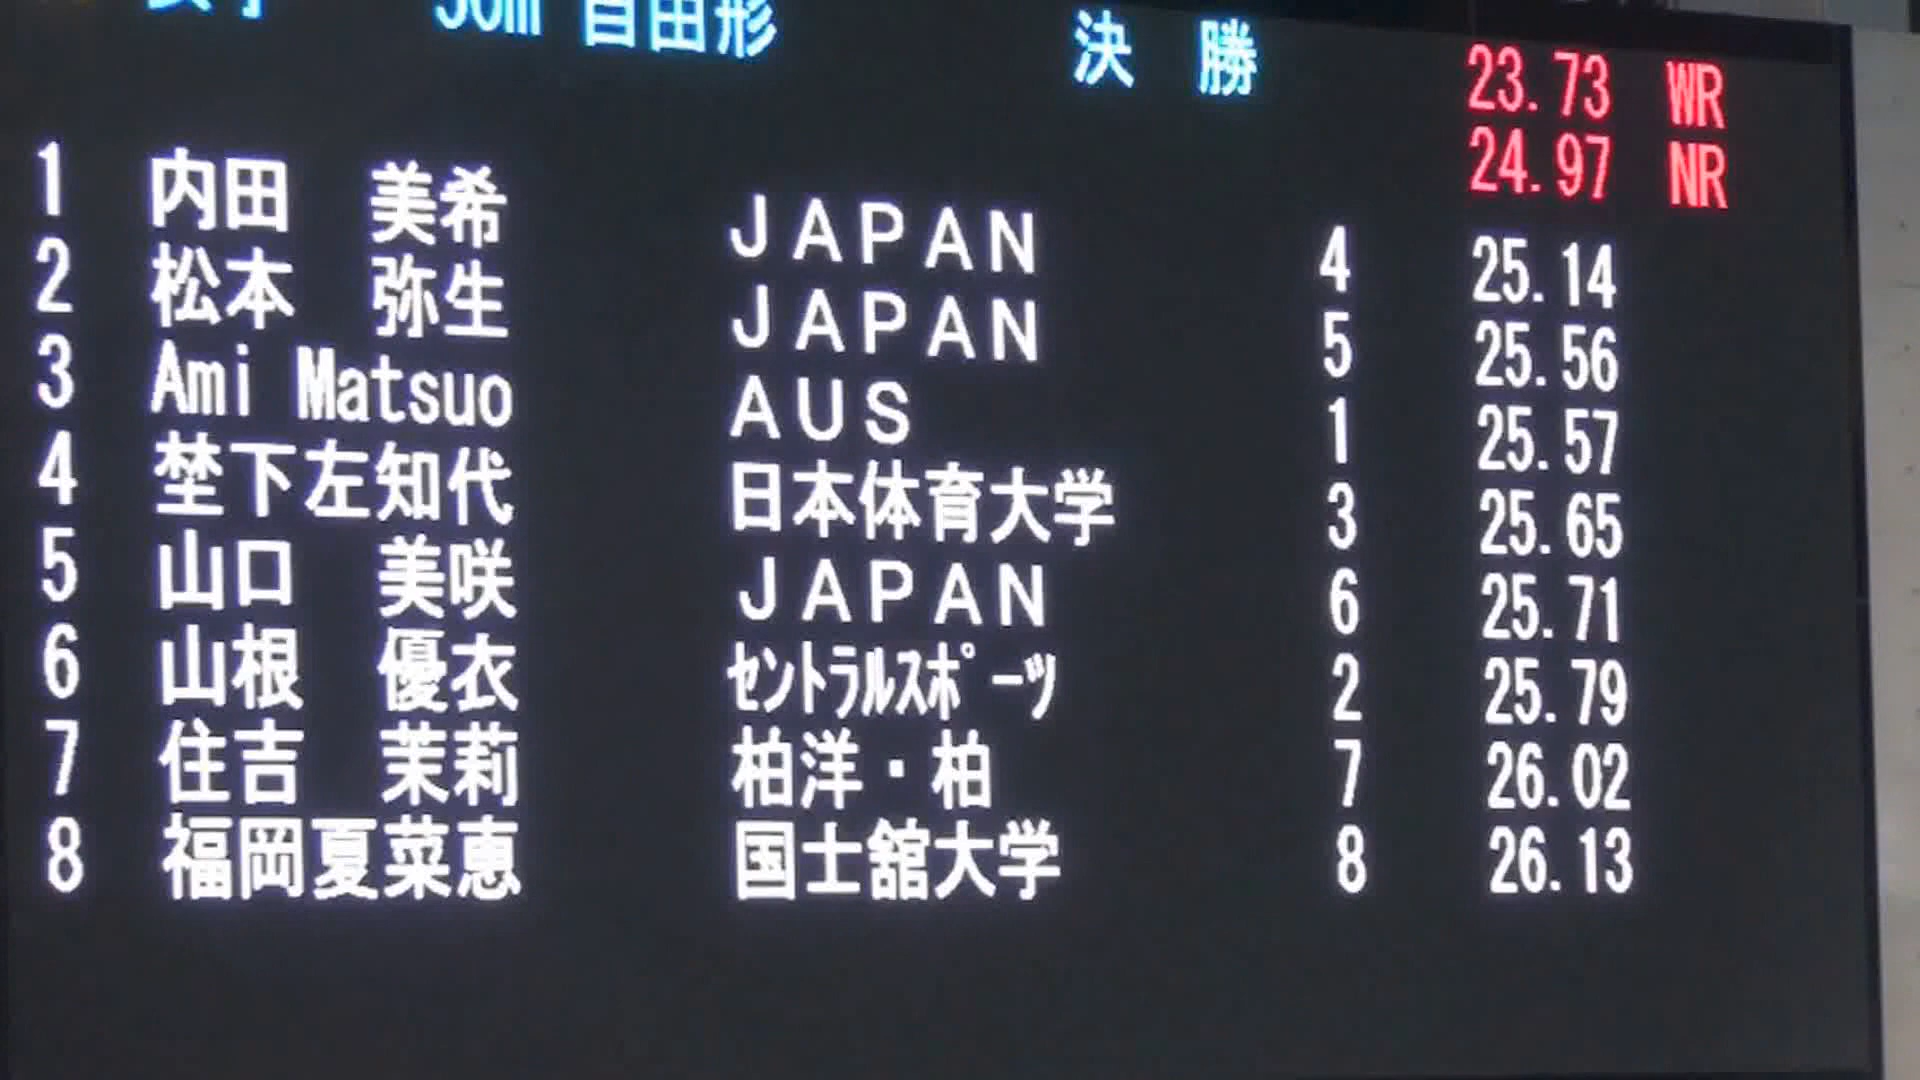 50m 自由形 決 勝 23.73 WR
24.97 NR
1 内田 美希 JAPAN 4 25.14
2 松本 弥生 JAPAN 5 25.56
3 Ami Matsuo AUS 1 25.57
4 埜下左知代 日本体育大学 3 25.65
5 山口 美咲 JAPAN 6 25.71
6 山根 優衣 ｾﾝﾄﾗﾙｽﾎﾟｰﾂ 2 25.79
7 住吉 茉莉 柏洋・柏 7 26.02
8 福岡夏菜恵 国士舘大学 8 26.13